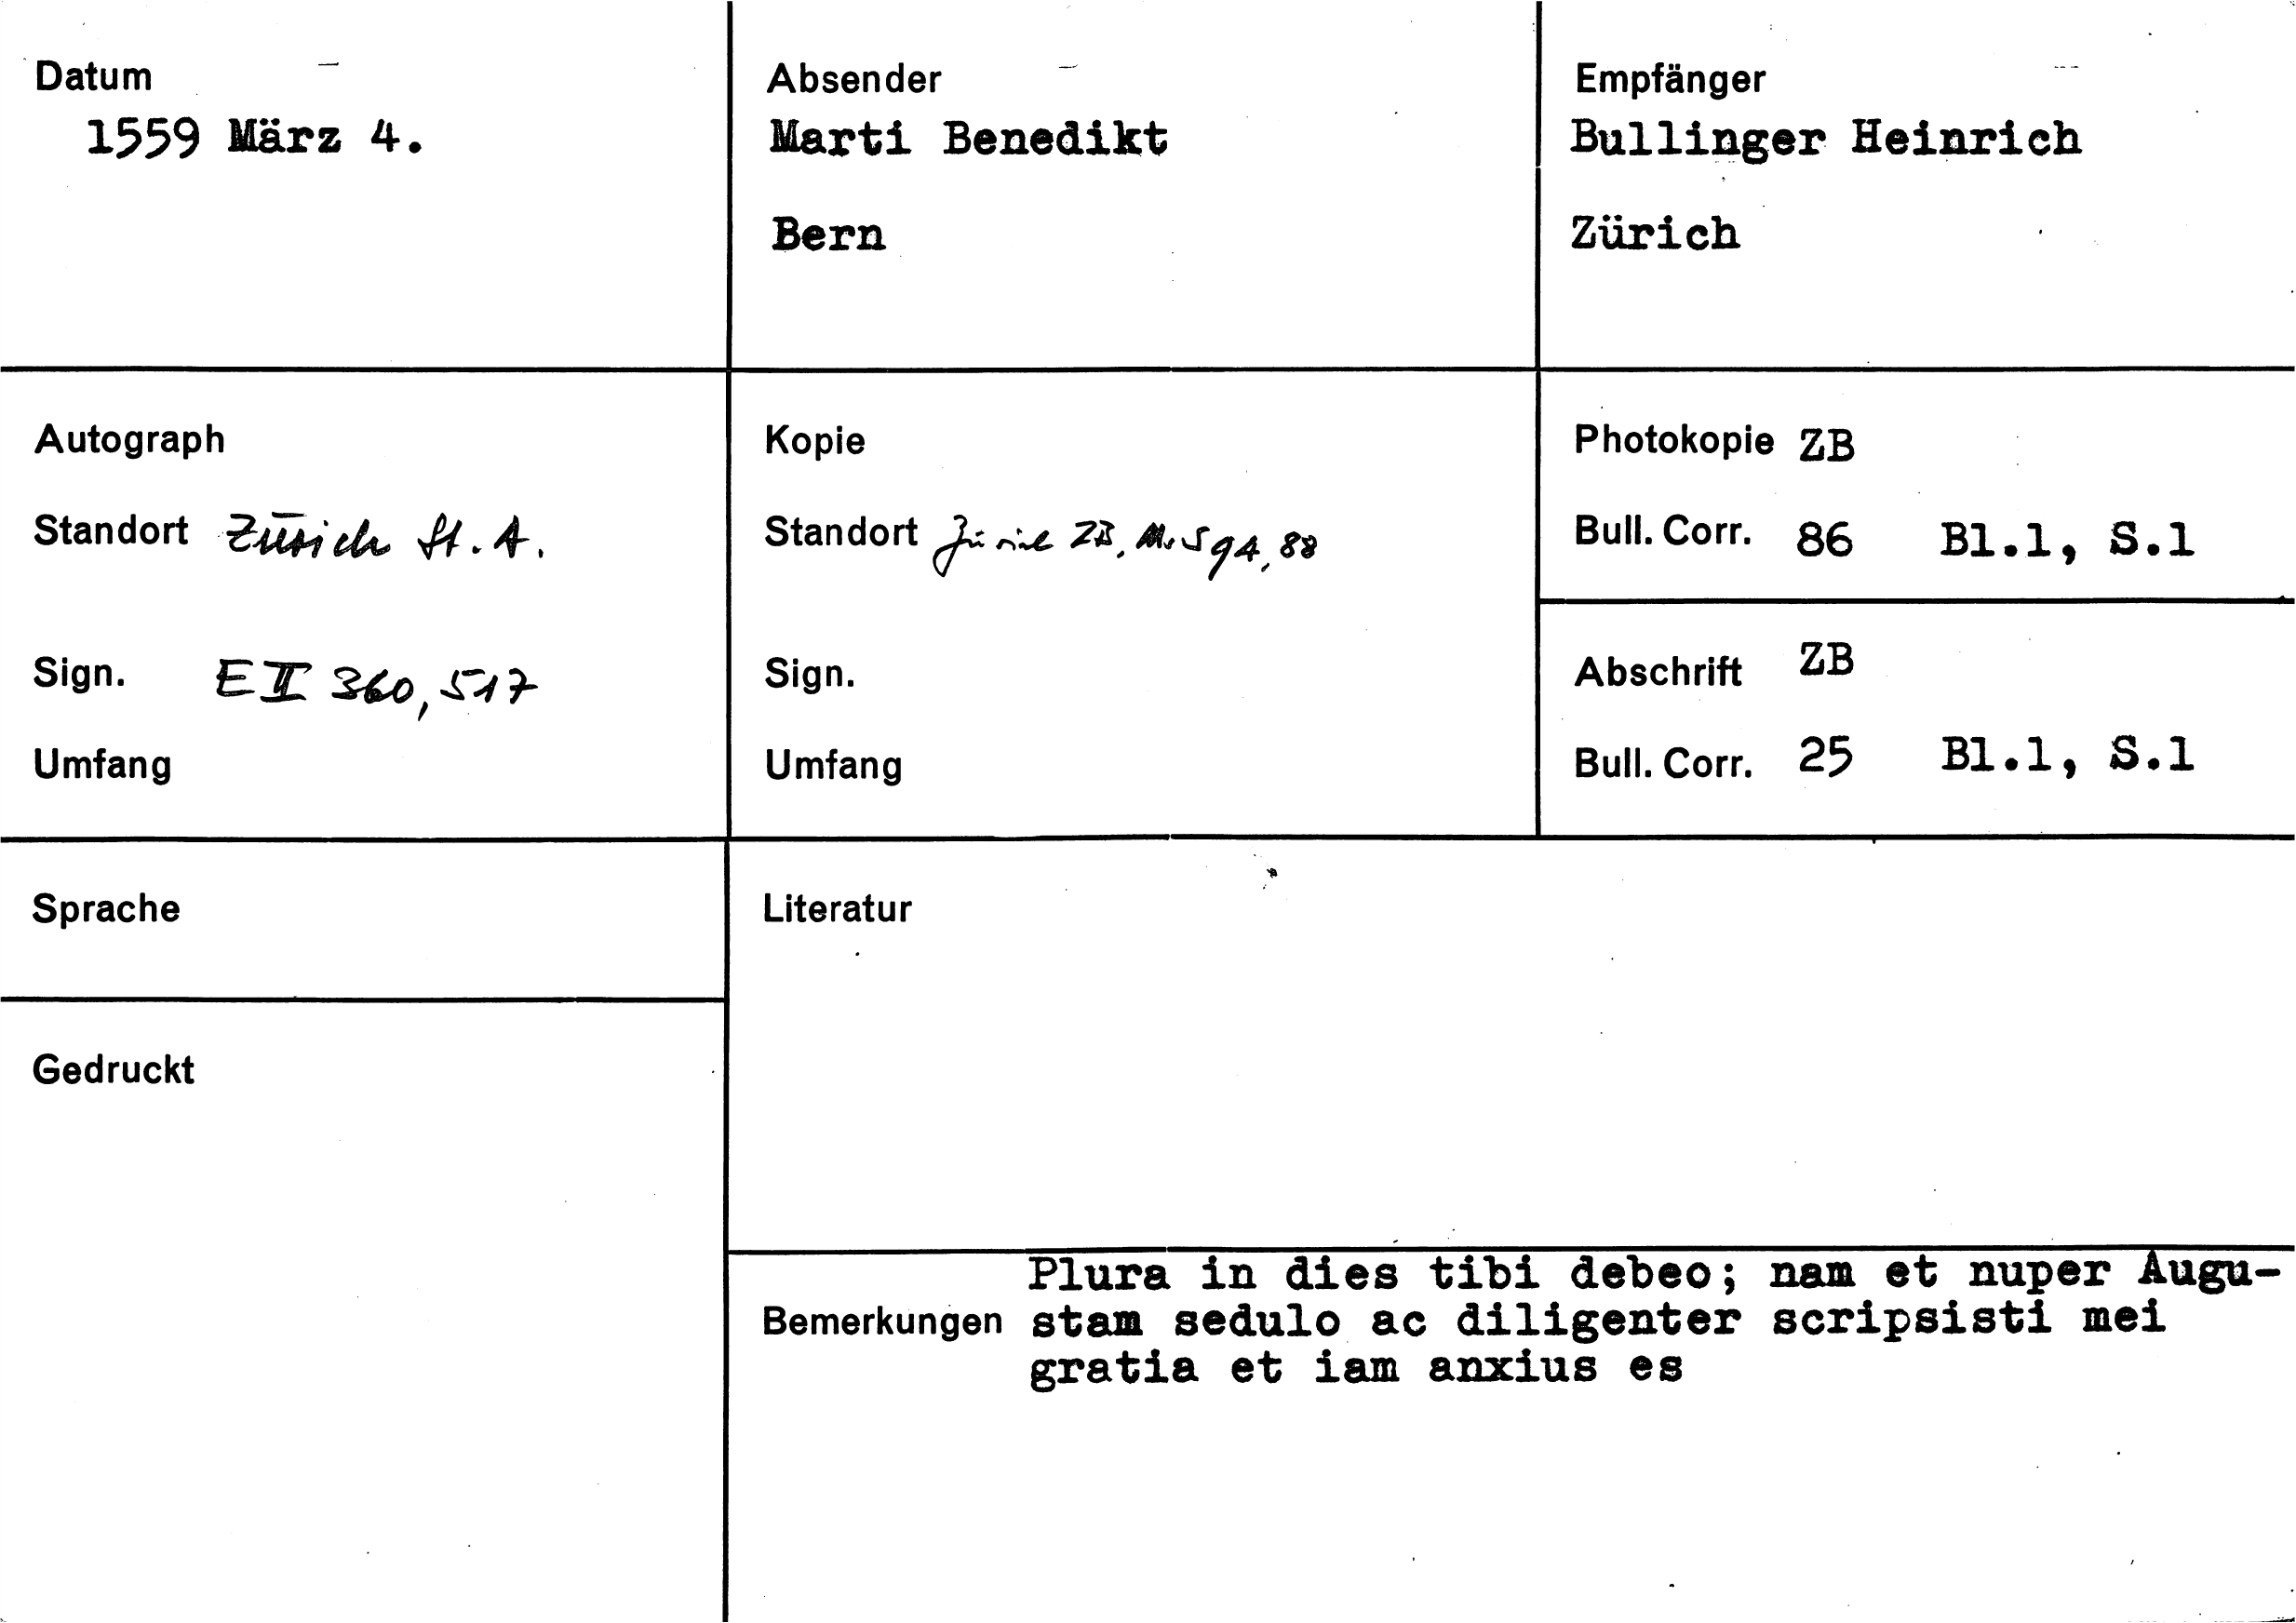 Datum
1559 März 4.
Absender
Marti Benedikt
Bern
Empfänger
Bullinger Heinrich
Zürich
Autograph
Standort Zürich St. A.
Sign. E II 360, 517
Umfang
Kopie
Standort Zürich ZB, Ms S 94, 88
Sign.
Umfang
Photokopie ZB
Bull. Corr. 86 Bl.1, S.1
Abschrift ZB
Bull. Corr. 25 Bl.1, S.1
Sprache
Gedruckt
Literatur
Bemerkungen
Plura in dies tibi debeo; nam et nuper Augu-
stam sedulo ac diligenter scripsisti mei
gratia et iam anxius es